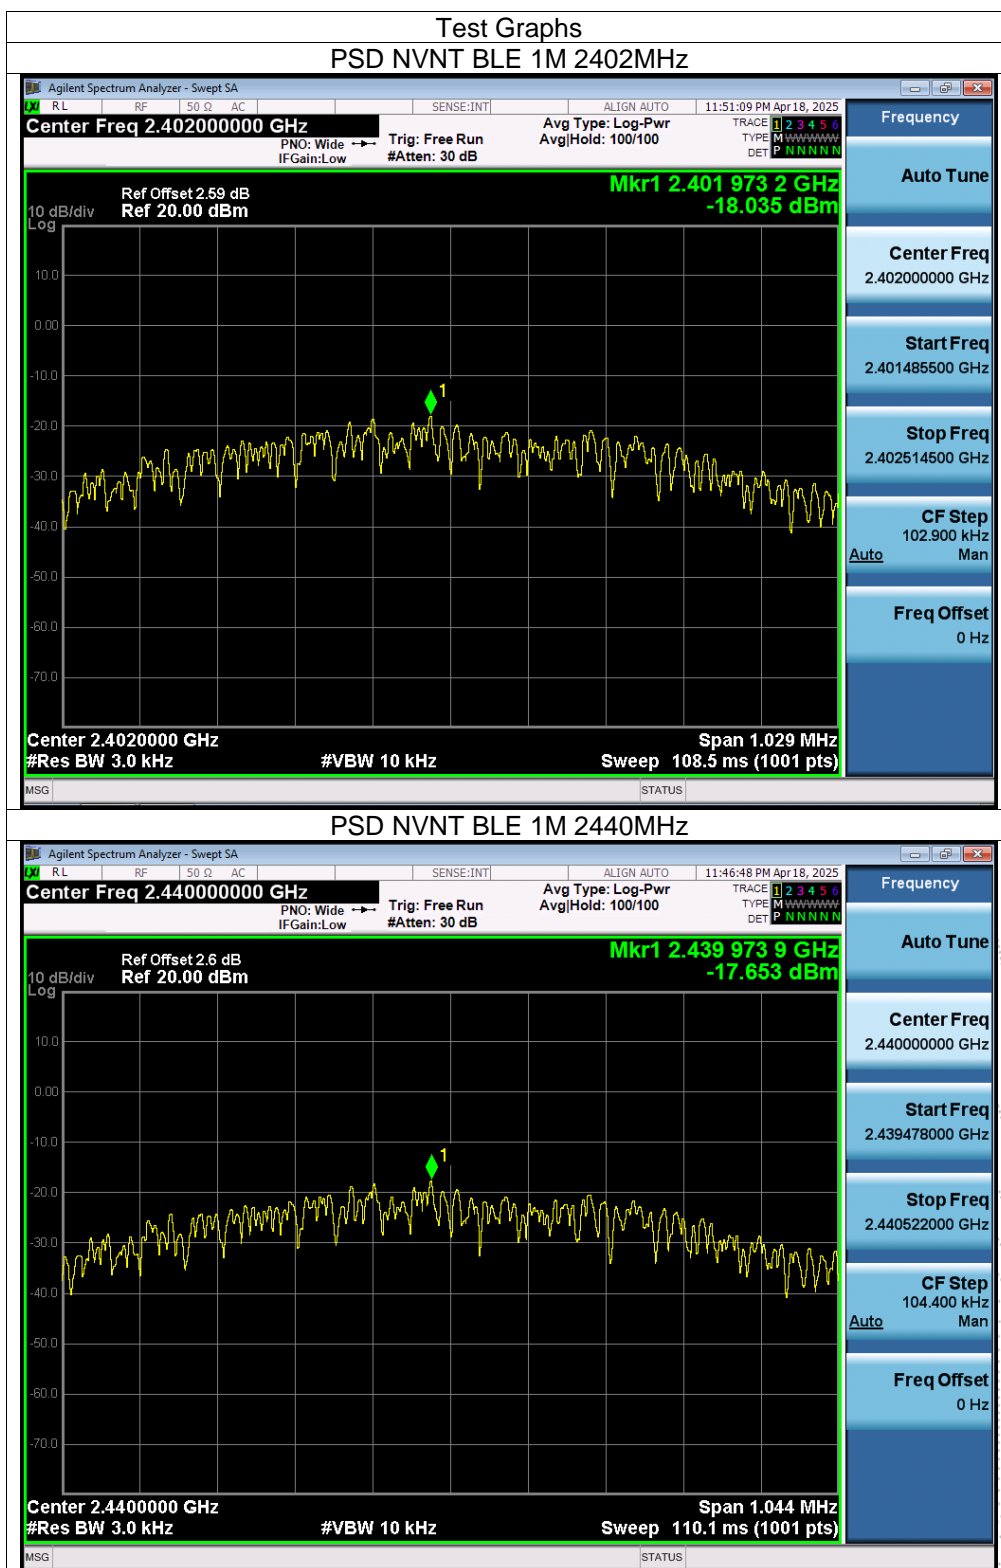 Test Graphs
PSD NVNT BLE 1M 2402MHz
Agilent Spectrum Analyzer - Swept SA
LXI RL RF 50 Ω AC SENSE:INT ALIGN AUTO 11:51:09 PM Apr 18, 2025
Center Freq 2.402000000 GHz
PNO: Wide
IFGain:Low
Trig: Free Run
#Atten: 30 dB
Avg Type: Log-Pwr
Avg|Hold: 100/100
TRACE 1 2 3 4 5 6
TYPE M W W W W W
DET P N N N N N
Frequency
Ref Offset 2.59 dB
10 dB/div Ref 20.00 dBm
Log
Mkr1 2.401 973 2 GHz
-18.035 dBm
10.0
0.00
-10.0
-20.0
-30.0
-40.0
-50.0
-60.0
-70.0
1
Center 2.4020000 GHz
#Res BW 3.0 kHz
#VBW 10 kHz
Span 1.029 MHz
Sweep 108.5 ms (1001 pts)
Auto Tune
Center Freq
2.402000000 GHz
Start Freq
2.401485500 GHz
Stop Freq
2.402514500 GHz
CF Step
102.900 kHz
Auto Man
Freq Offset
0 Hz
MSG STATUS
PSD NVNT BLE 1M 2440MHz
Agilent Spectrum Analyzer - Swept SA
LXI RL RF 50 Ω AC SENSE:INT ALIGN AUTO 11:46:48 PM Apr 18, 2025
Center Freq 2.440000000 GHz
PNO: Wide
IFGain:Low
Trig: Free Run
#Atten: 30 dB
Avg Type: Log-Pwr
Avg|Hold: 100/100
TRACE 1 2 3 4 5 6
TYPE M W W W W W
DET P N N N N N
Frequency
Ref Offset 2.6 dB
10 dB/div Ref 20.00 dBm
Log
Mkr1 2.439 973 9 GHz
-17.653 dBm
10.0
0.00
-10.0
-20.0
-30.0
-40.0
-50.0
-60.0
-70.0
1
Center 2.4400000 GHz
#Res BW 3.0 kHz
#VBW 10 kHz
Span 1.044 MHz
Sweep 110.1 ms (1001 pts)
Auto Tune
Center Freq
2.440000000 GHz
Start Freq
2.439478000 GHz
Stop Freq
2.440522000 GHz
CF Step
104.400 kHz
Auto Man
Freq Offset
0 Hz
MSG STATUS